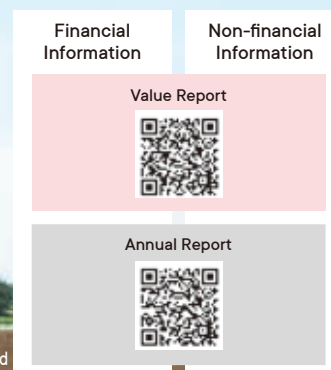 Financial
Information
Non-financial
Information
Value Report
Annual Report
d